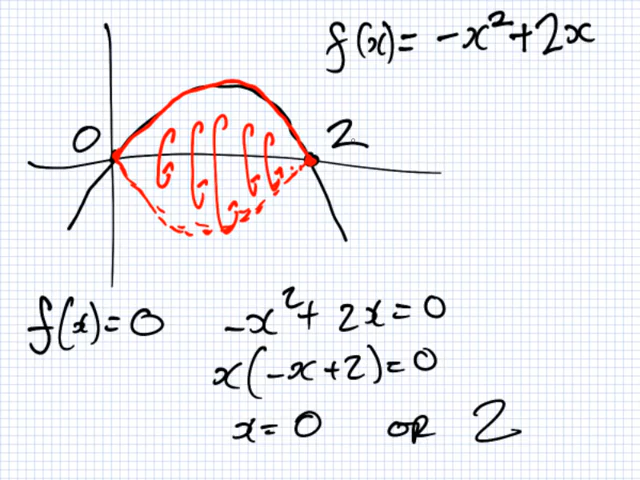 f(x) = -x² + 2x
0 2
f(x) = 0 -x² + 2x = 0
x(-x + 2) = 0
x = 0 OR 2